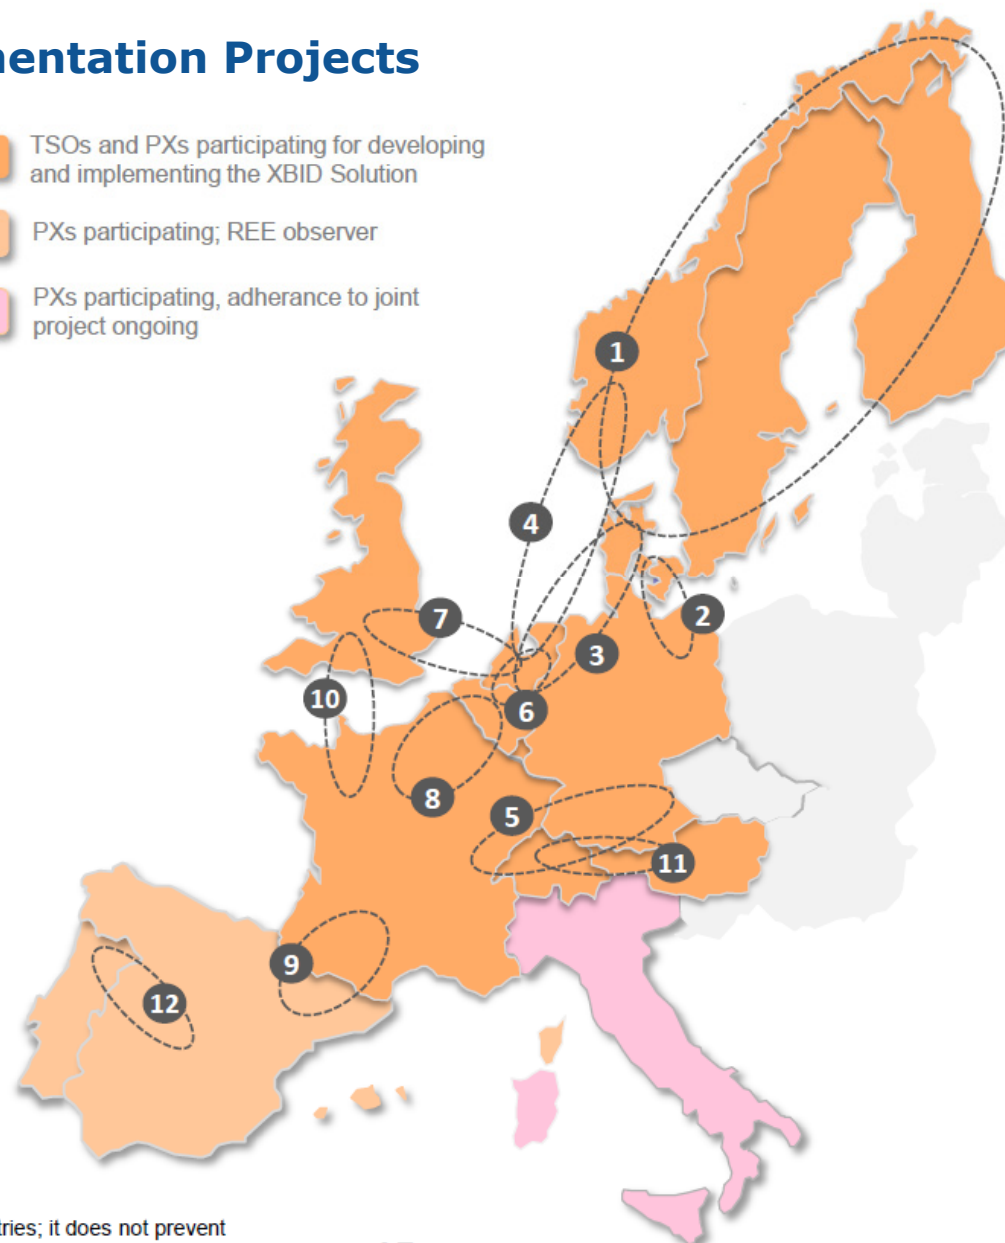 mentation Projects
TSOs and PXs participating for developing
and implementing the XBID Solution
PXs participating; REE observer
PXs participating, adherance to joint
project ongoing
1
4
7
2
3
10
6
8
5
11
9
12
tries; it does not prevent